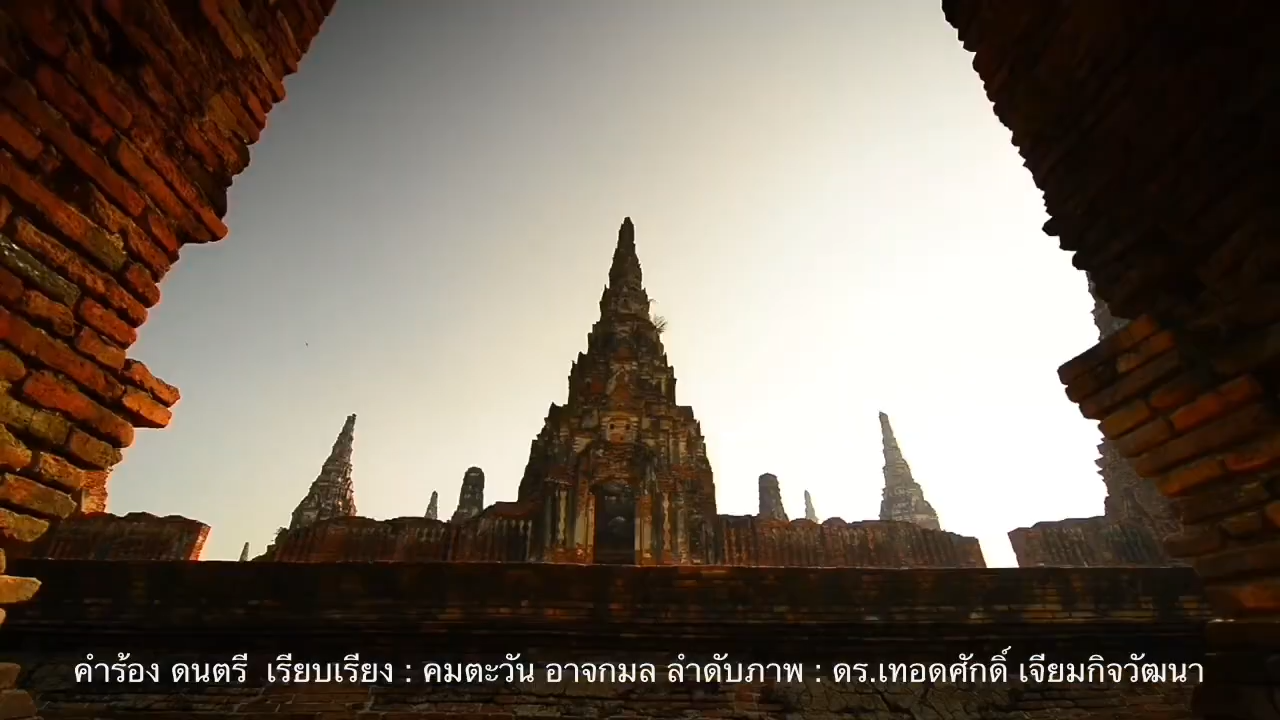 คำร้อง ดนตรี  เรียบเรียง : คมตะวัน อาจกมล ลำดับภาพ : ดร.เทอดศักดิ์ เจียมกิจวัฒนา